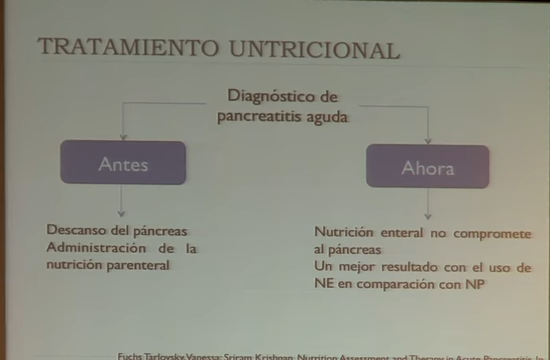 TRATAMIENTO UNTRICIONAL
Diagnóstico de
pancreatitis aguda
Antes
Ahora
Descanso del páncreas
Administración de la
nutrición parenteral
Nutrición enteral no compromete
al páncreas
Un mejor resultado con el uso de
NE en comparación con NP
Fuchs Tarlovsky, Vanessa; Sriram Krishnan, Nutrition Assessment and Therapy in Acute Pancreatitis.